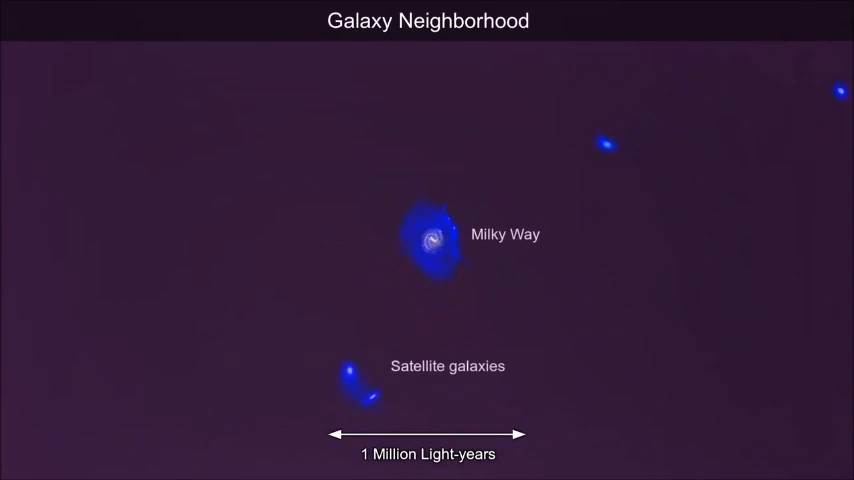 Galaxy Neighborhood
Milky Way
Satellite galaxies
1 Million Light-years